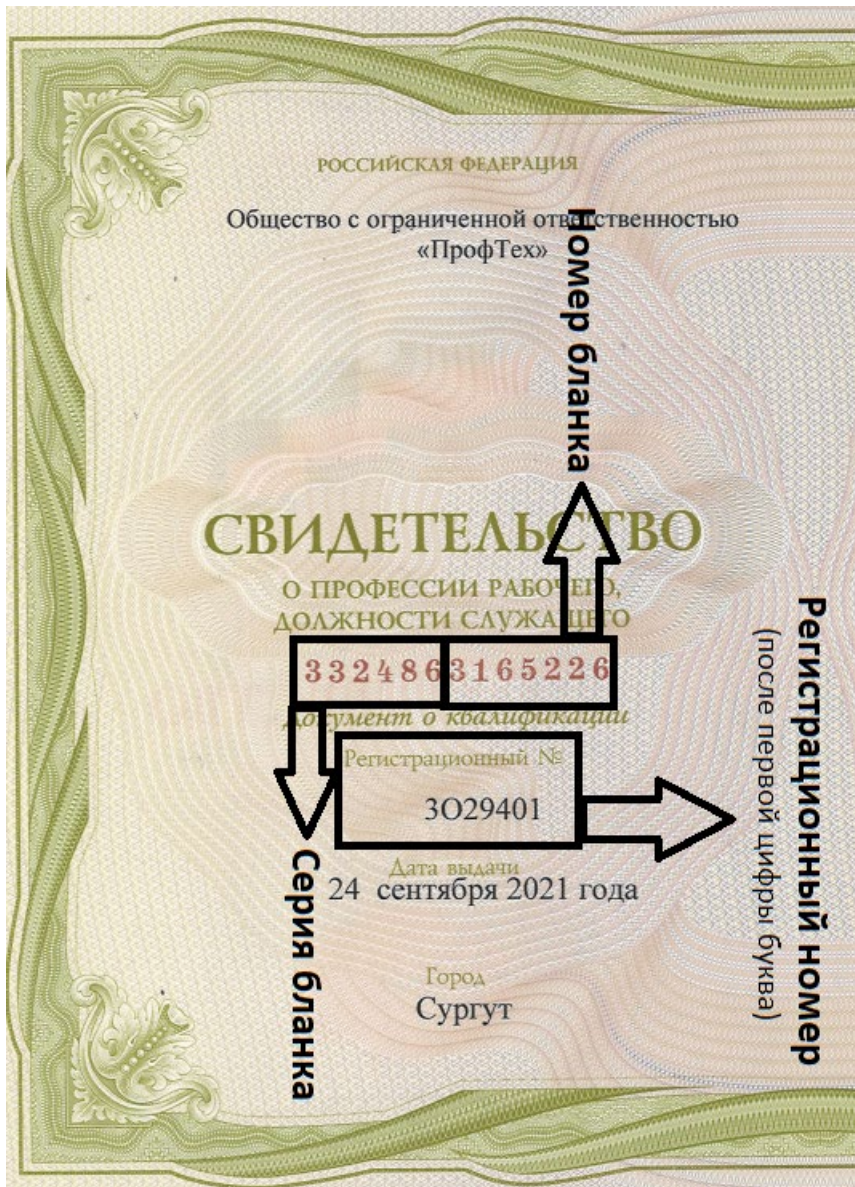 РОССИЙСКАЯ ФЕДЕРАЦИЯ
Общество с ограниченной ответственностью
«ПрофТех»
Номер бланка
СВИДЕТЕЛЬСТВО
О ПРОФЕССИИ РАБОЧЕГО,
ДОЛЖНОСТИ СЛУЖАЩЕГО
332486 3165226
Документ о квалификации
Регистрационный №
3О29401
Дата выдачи
24 сентября 2021 года
Город
Сургут
Серия бланка
Регистрационный номер
(после первой цифры буква)